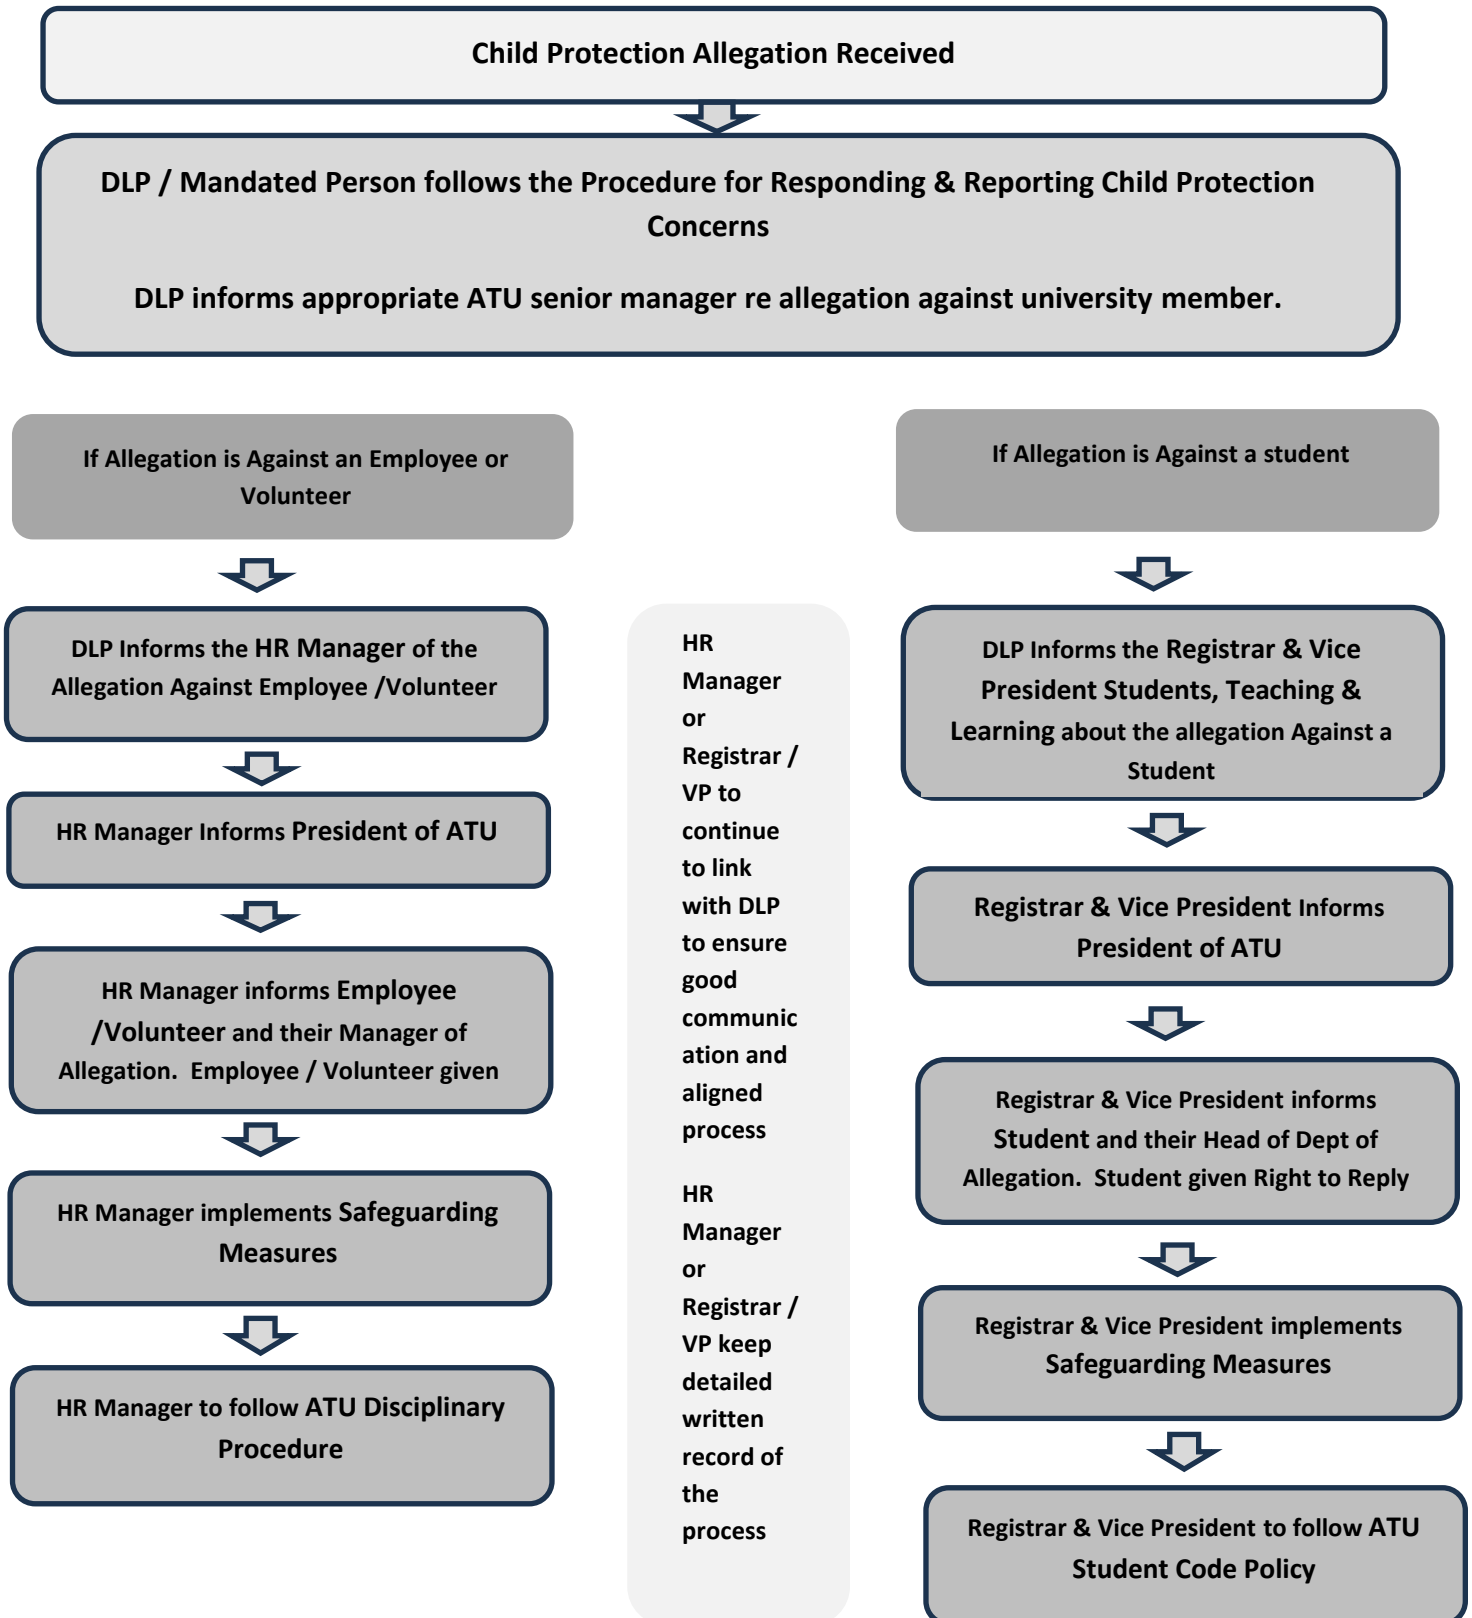 Child Protection Allegation Received
DLP / Mandated Person follows the Procedure for Responding & Reporting Child Protection
Concerns
DLP informs appropriate ATU senior manager re allegation against university member.
If Allegation is Against an Employee or
Volunteer
DLP Informs the HR Manager of the
Allegation Against Employee /Volunteer
HR Manager Informs President of ATU
HR Manager informs Employee
/Volunteer and their Manager of
Allegation. Employee / Volunteer given
HR Manager implements Safeguarding
Measures
HR Manager to follow ATU Disciplinary
Procedure
HR
Manager
or
Registrar /
VP to
continue
to link
with DLP
to ensure
good
communic
ation and
aligned
process
HR
Manager
or
Registrar /
VP keep
detailed
written
record of
the
process
If Allegation is Against a student
DLP Informs the Registrar & Vice
President Students, Teaching &
Learning about the allegation Against a
Student
Registrar & Vice President Informs
President of ATU
Registrar & Vice President informs
Student and their Head of Dept of
Allegation. Student given Right to Reply
Registrar & Vice President implements
Safeguarding Measures
Registrar & Vice President to follow ATU
Student Code Policy